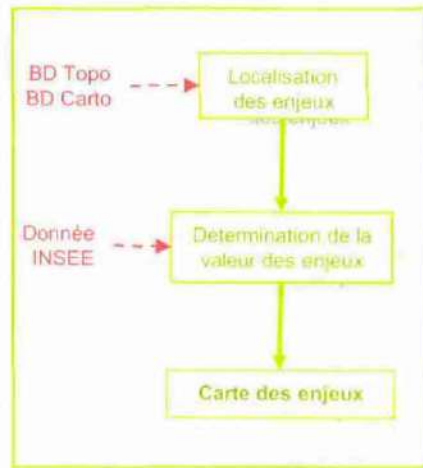 BD Topo
BD Carto
Localisation
des enjeux
Donnée
INSEE
Détermination de la
valeur des enjeux
Carte des enjeux